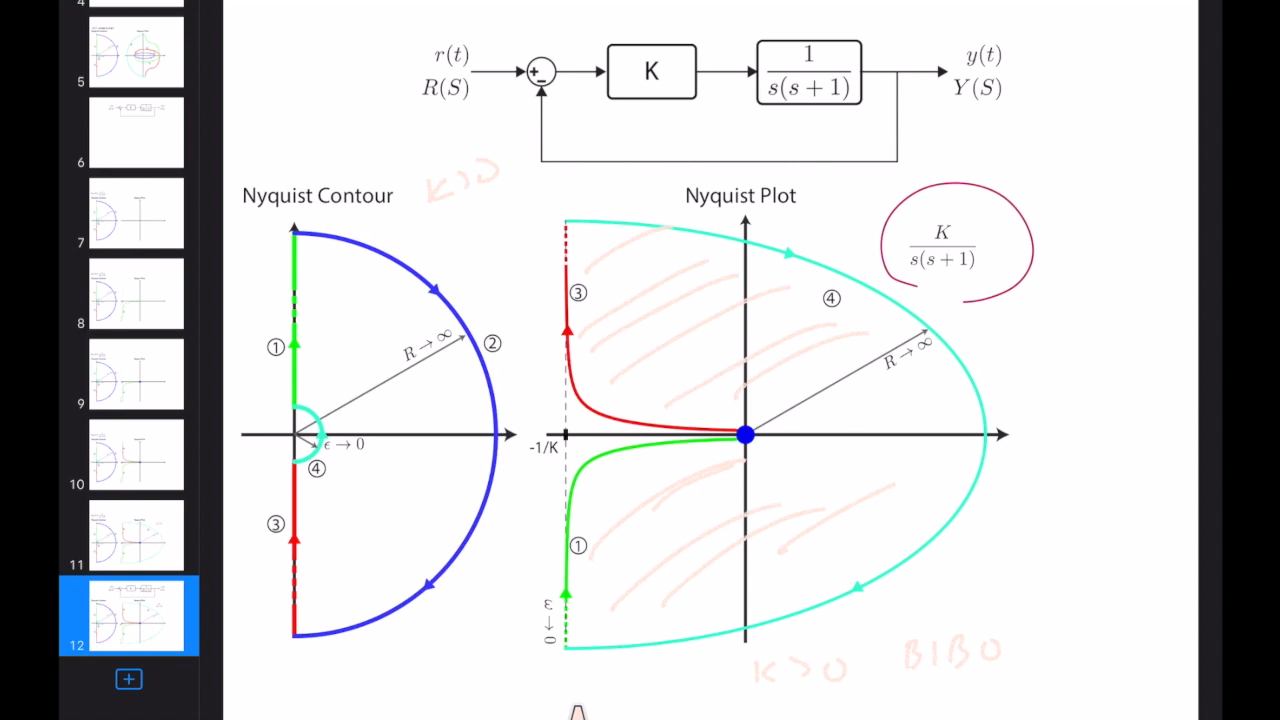 4
5
6
7
8
9
10
11
12
r(t)
R(S)
+
−
K
1
s(s + 1)
y(t)
Y(S)
K>0
Nyquist Contour
Nyquist Plot
K
s(s + 1)
①
R → ∞
②
ϵ → 0
④
③
③
④
R → ∞
-1/K
①
ε → 0
K>0 BIBO